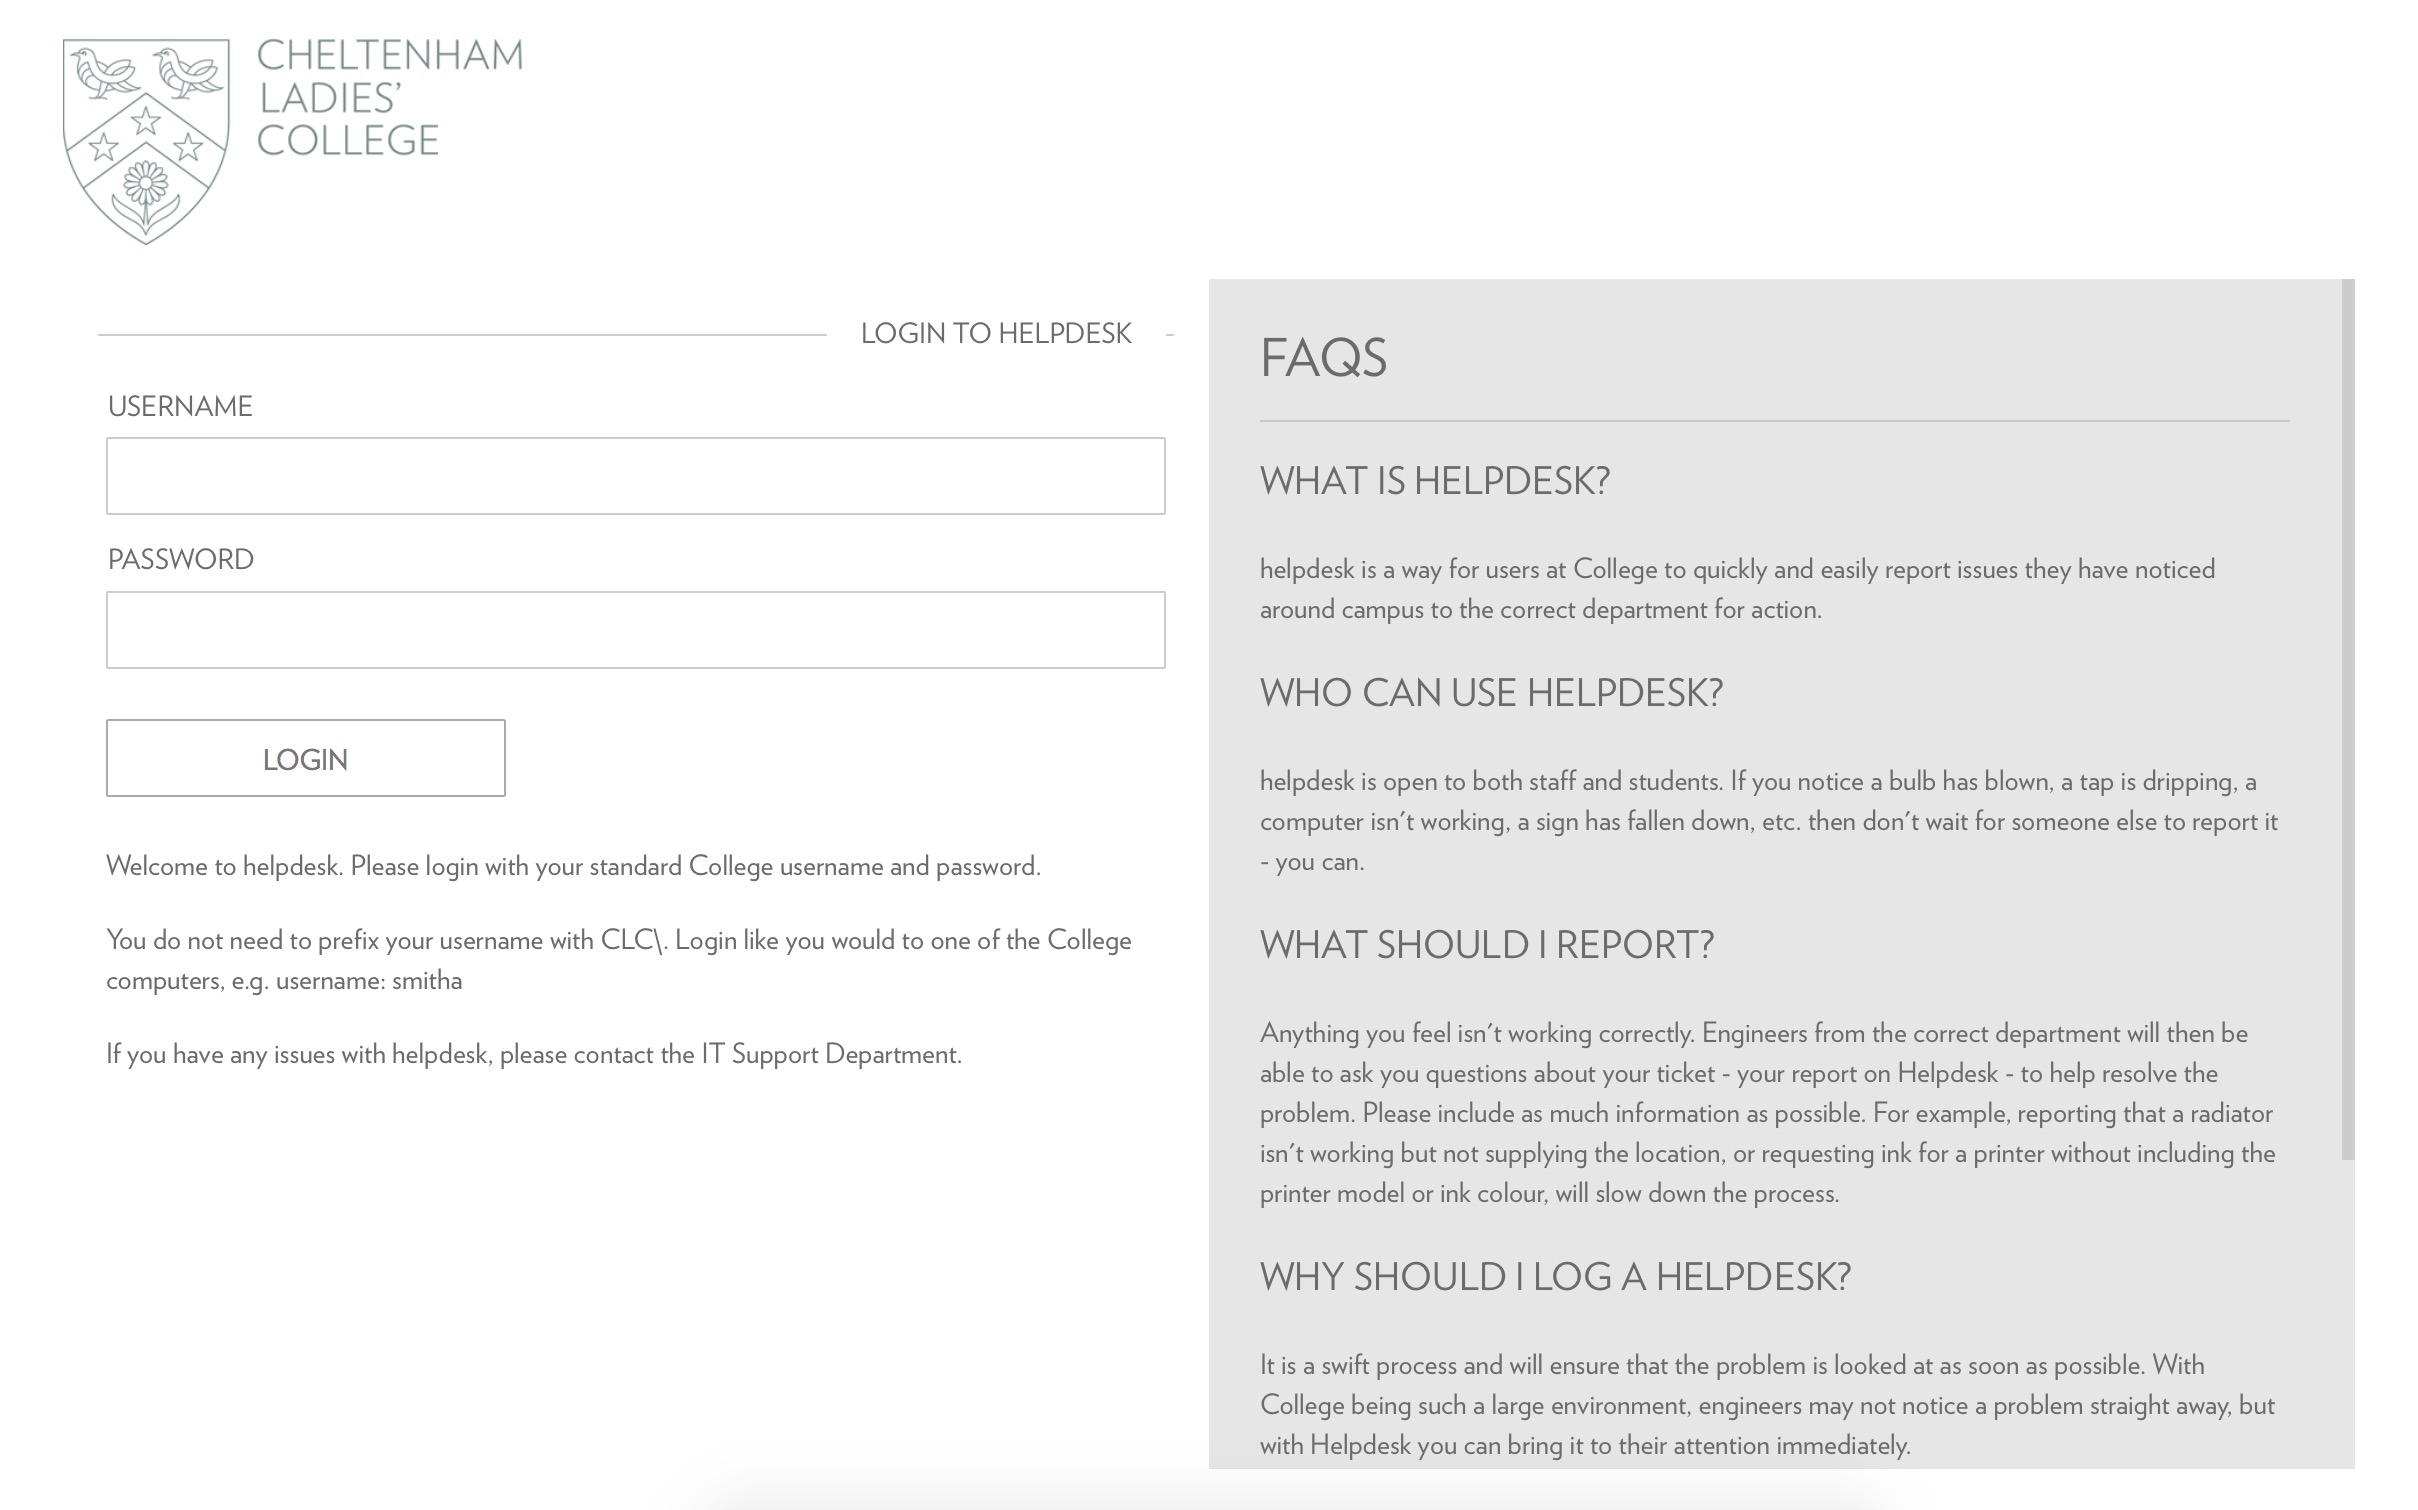 CHELTENHAM
LADIES’
COLLEGE
LOGIN TO HELPDESK
USERNAME
PASSWORD
LOGIN
Welcome to helpdesk. Please login with your standard College username and password.
You do not need to prefix your username with CLC\. Login like you would to one of the College
computers, e.g. username: smitha
If you have any issues with helpdesk, please contact the IT Support Department.
FAQS
WHAT IS HELPDESK?
helpdesk is a way for users at College to quickly and easily report issues they have noticed
around campus to the correct department for action.
WHO CAN USE HELPDESK?
helpdesk is open to both staff and students. If you notice a bulb has blown, a tap is dripping, a
computer isn't working, a sign has fallen down, etc. then don't wait for someone else to report it
- you can.
WHAT SHOULD I REPORT?
Anything you feel isn't working correctly. Engineers from the correct department will then be
able to ask you questions about your ticket - your report on Helpdesk - to help resolve the
problem. Please include as much information as possible. For example, reporting that a radiator
isn't working but not supplying the location, or requesting ink for a printer without including the
printer model or ink colour, will slow down the process.
WHY SHOULD I LOG A HELPDESK?
It is a swift process and will ensure that the problem is looked at as soon as possible. With
College being such a large environment, engineers may not notice a problem straight away, but
with Helpdesk you can bring it to their attention immediately.